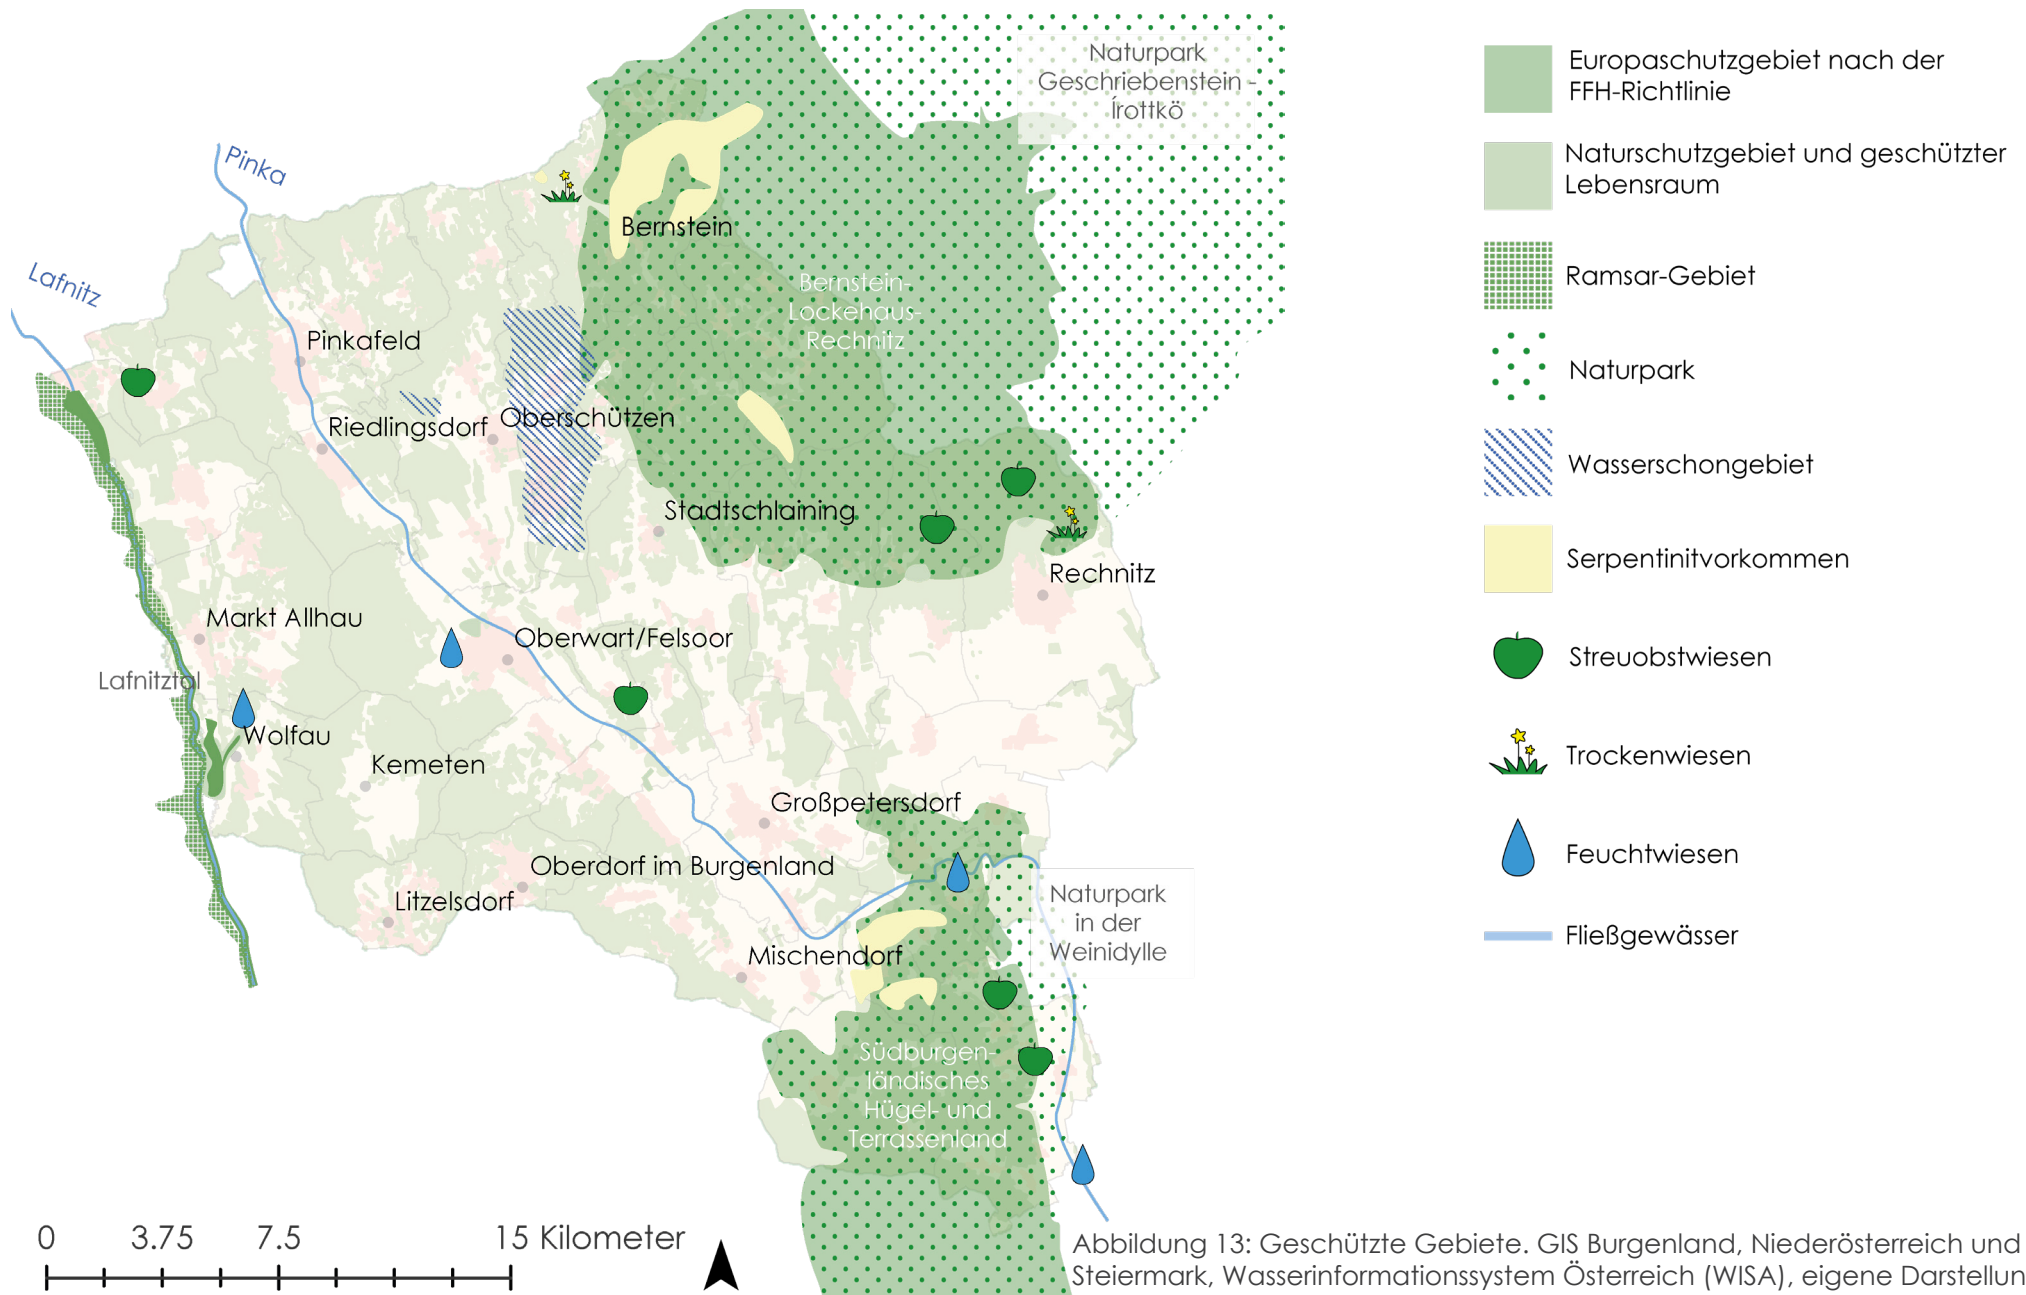 Naturpark
Geschriebenstein -
Írottkö
Pinka
Lafnitz
Bernstein
Bernstein-
Lockehaus-
Rechnitz
Pinkafeld
Riedlingsdorf
Oberschützen
Stadtschlaining
Rechnitz
Markt Allhau
Oberwart/Felsoor
Lafnitztal
Wolfau
Kemeten
Großpetersdorf
Oberdorf im Burgenland
Litzelsdorf
Mischendorf
Naturpark
in der
Weinidylle
Südburgen-
ländisches
Hügel- und
Terrassenland
Europaschutzgebiet nach der
FFH-Richtlinie
Naturschutzgebiet und geschützter
Lebensraum
Ramsar-Gebiet
Naturpark
Wasserschongebiet
Serpentinitvorkommen
Streuobstwiesen
Trockenwiesen
Feuchtwiesen
Fließgewässer
0 3.75 7.5 15 Kilometer
Abbildung 13: Geschützte Gebiete. GIS Burgenland, Niederösterreich und
Steiermark, Wasserinformationssystem Österreich (WISA), eigene Darstellun